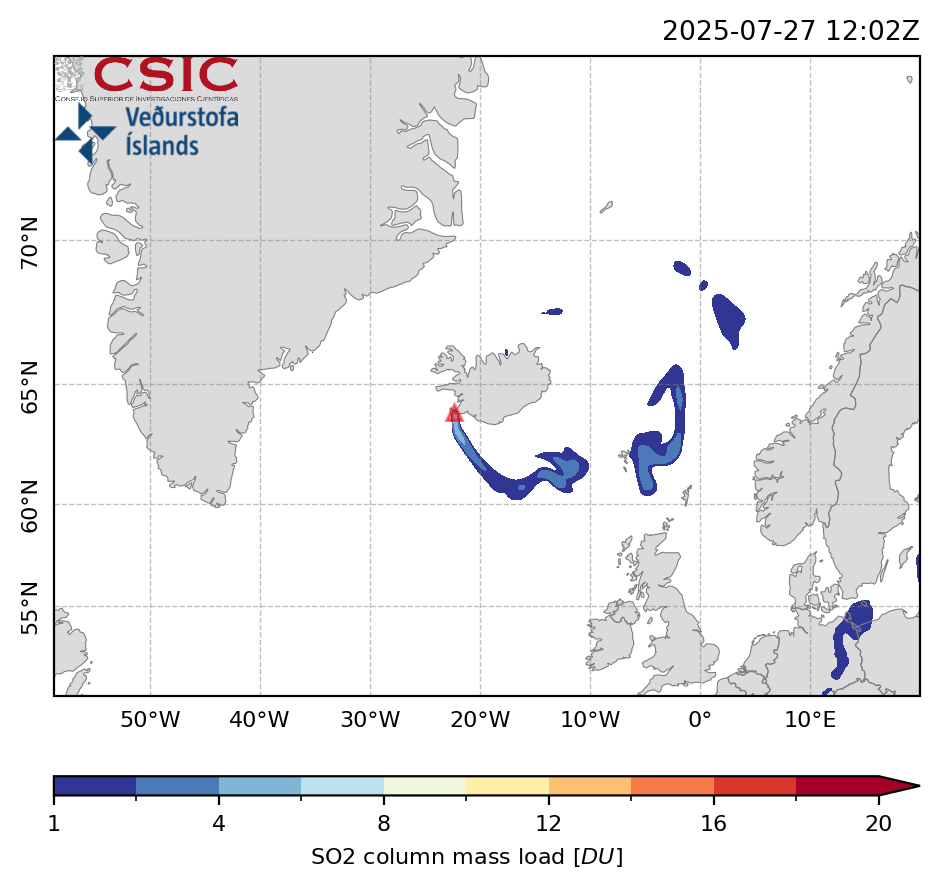 2025-07-27 12:02Z
CSIC
CONSEJO SUPERIOR DE INVESTIGACIONES CIENTÍFICAS
Veðurstofa
Íslands
70°N
65°N
60°N
55°N
50°W 40°W 30°W 20°W 10°W 0° 10°E
1 4 8 12 16 20
SO2 column mass load [DU]